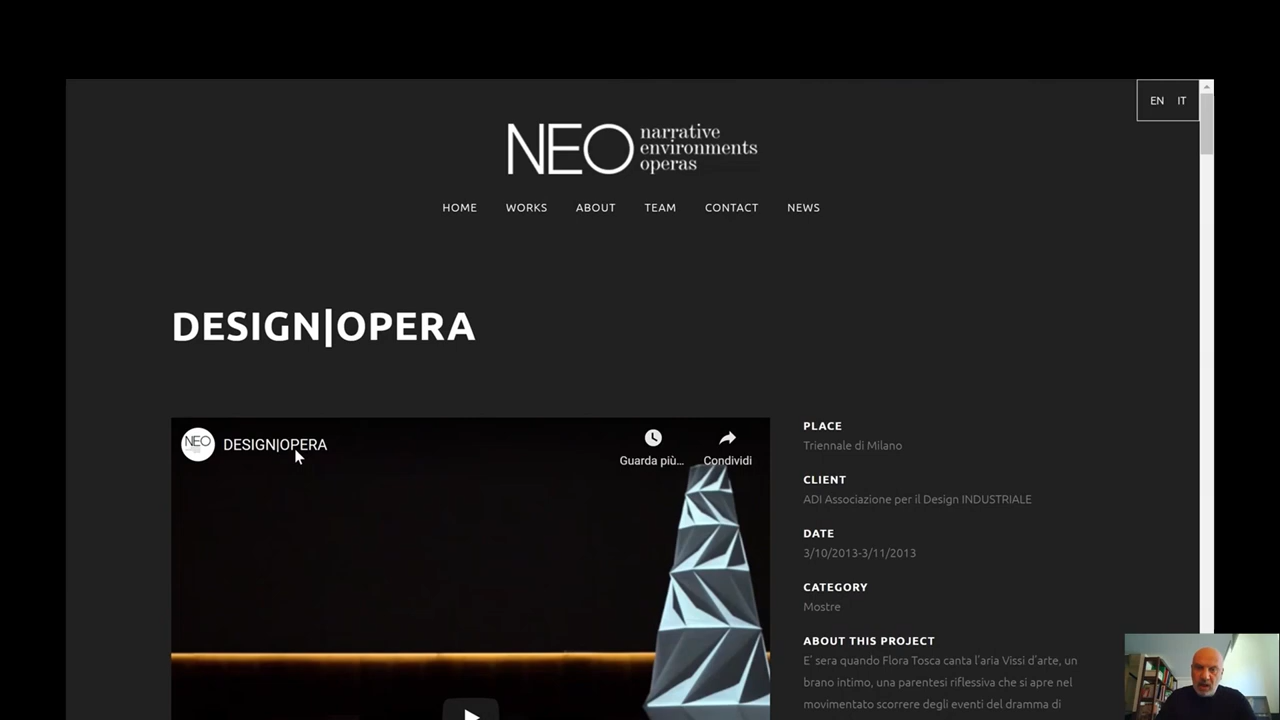 EN IT
NEO narrative
environments
operas
HOME WORKS ABOUT TEAM CONTACT NEWS
DESIGN|OPERA
NEO DESIGN|OPERA
Guarda più... Condividi
PLACE
Triennale di Milano
CLIENT
ADI Associazione per il Design INDUSTRIALE
DATE
3/10/2013-3/11/2013
CATEGORY
Mostre
ABOUT THIS PROJECT
E' sera quando Flora Tosca canta l'aria Vissi d'arte, un
brano intimo, una parentesi riflessiva che si apre nel
movimentato scorrere degli eventi del dramma di